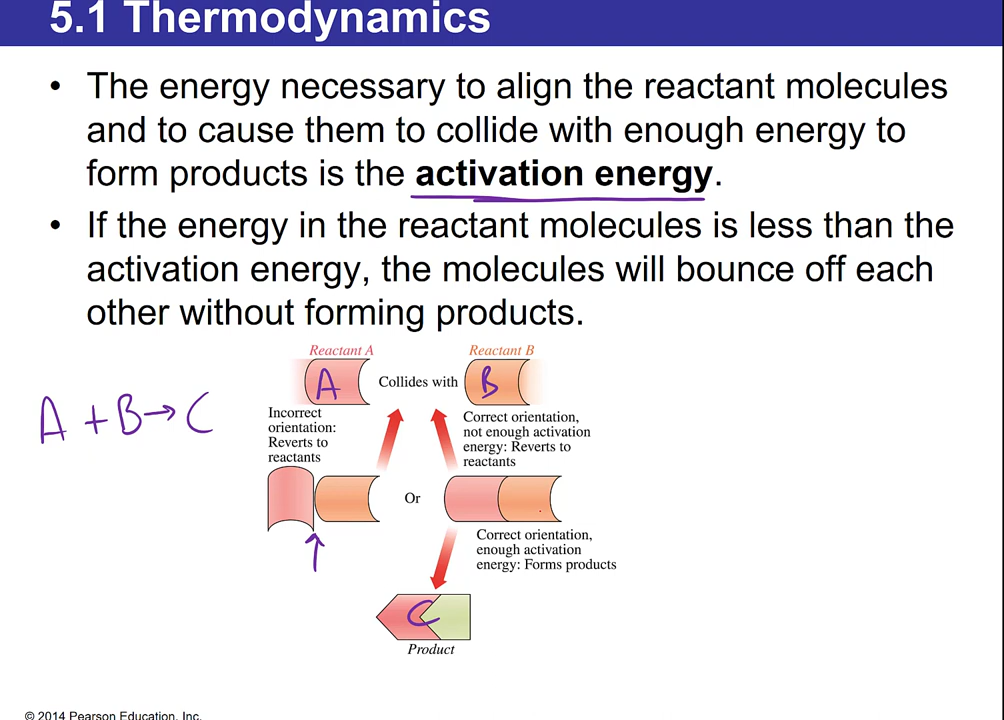 5.1 Thermodynamics
• The energy necessary to align the reactant molecules
and to cause them to collide with enough energy to
form products is the activation energy.
• If the energy in the reactant molecules is less than the
activation energy, the molecules will bounce off each
other without forming products.
Reactant A
Reactant B
A
Collides with
B
A + B → C
Incorrect
orientation:
Reverts to
reactants
Correct orientation,
not enough activation
energy: Reverts to
reactants
Or
Correct orientation,
enough activation
energy: Forms products
C
Product
© 2014 Pearson Education, Inc.